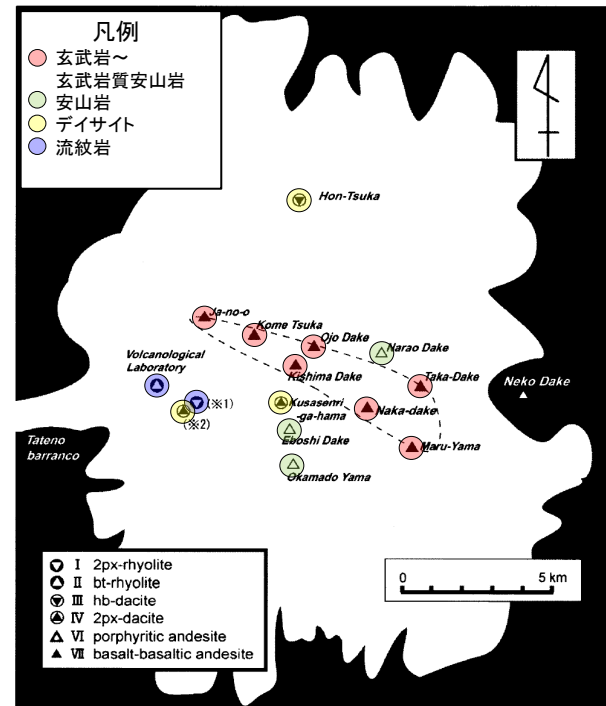 凡例
玄武岩～
玄武岩質安山岩
安山岩
デイサイト
流紋岩
Hon-Tsuka
Ja-no-o
Kome Tsuka
Ojo Dake
Narao Dake
Volcanological
Laboratory
Kishima Dake
Taka-Dake
Neko Dake
(※1)
Kusasenri
-ga-hama
Naka-dake
(※2)
Eboshi Dake
Maru-Yama
Tateno
barranco
Okamado Yama
I 2px-rhyolite
II bt-rhyolite
III hb-dacite
IV 2px-dacite
VI porphyritic andesite
VII basalt-basaltic andesite
0 5 km